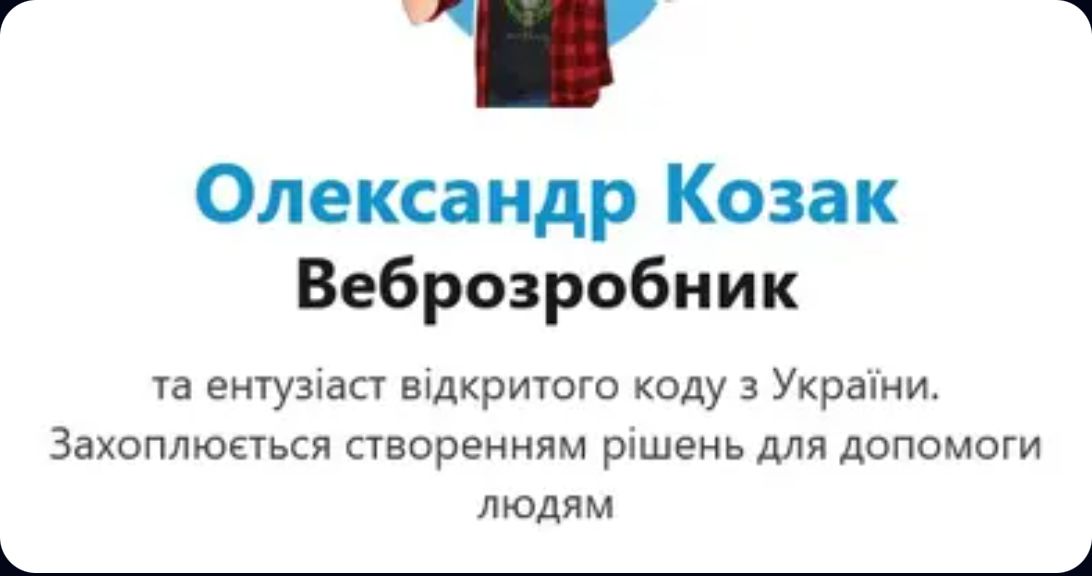 Олександр Козак
Веброзробник
та ентузіаст відкритого коду з України.
Захоплюється створенням рішень для допомоги
людям